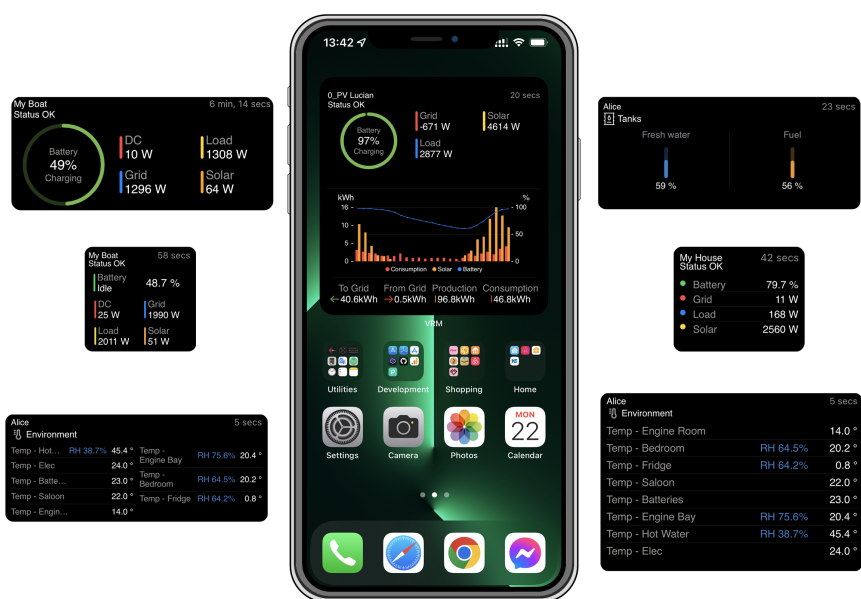 My Boat 6 min, 14 secs
Status OK
Battery
49%
Charging
DC
10 W
Load
1308 W
Grid
1296 W
Solar
64 W
My Boat 58 secs
Status OK
Battery
Idle
48.7 %
DC
25 W
Grid
1990 W
Load
2011 W
Solar
51 W
Alice 5 secs
Environment
Temp - Hot... RH 38.7% 45.4 °
Temp - Elec 24.0 °
Temp - Batte... 23.0 °
Temp - Saloon 22.0 °
Temp - Engin... 14.0 °
Temp - Engine Bay RH 75.6% 20.4 °
Temp - Bedroom RH 64.5% 20.2 °
Temp - Fridge RH 64.2% 0.8 °
13:42
0_PV Lucian 20 secs
Status OK
Battery
97%
Charging
Grid
-671 W
Solar
4614 W
Load
2877 W
kWh %
16 100
10 50
5
0 0
Consumption Solar Battery
To Grid From Grid Production Consumption
40.6kWh 0.5kWh 96.8kWh 46.8kWh
VRM
Utilities Development Shopping Home
MON
22
Settings Camera Photos Calendar
Alice 23 secs
Tanks
Fresh water Fuel
59 % 56 %
My House 42 secs
Status OK
Battery 79.7 %
Grid 11 W
Load 168 W
Solar 2560 W
Alice 5 secs
Environment
Temp - Engine Room 14.0 °
Temp - Bedroom RH 64.5% 20.2 °
Temp - Fridge RH 64.2% 0.8 °
Temp - Saloon 22.0 °
Temp - Batteries 23.0 °
Temp - Engine Bay RH 75.6% 20.4 °
Temp - Hot Water RH 38.7% 45.4 °
Temp - Elec 24.0 °